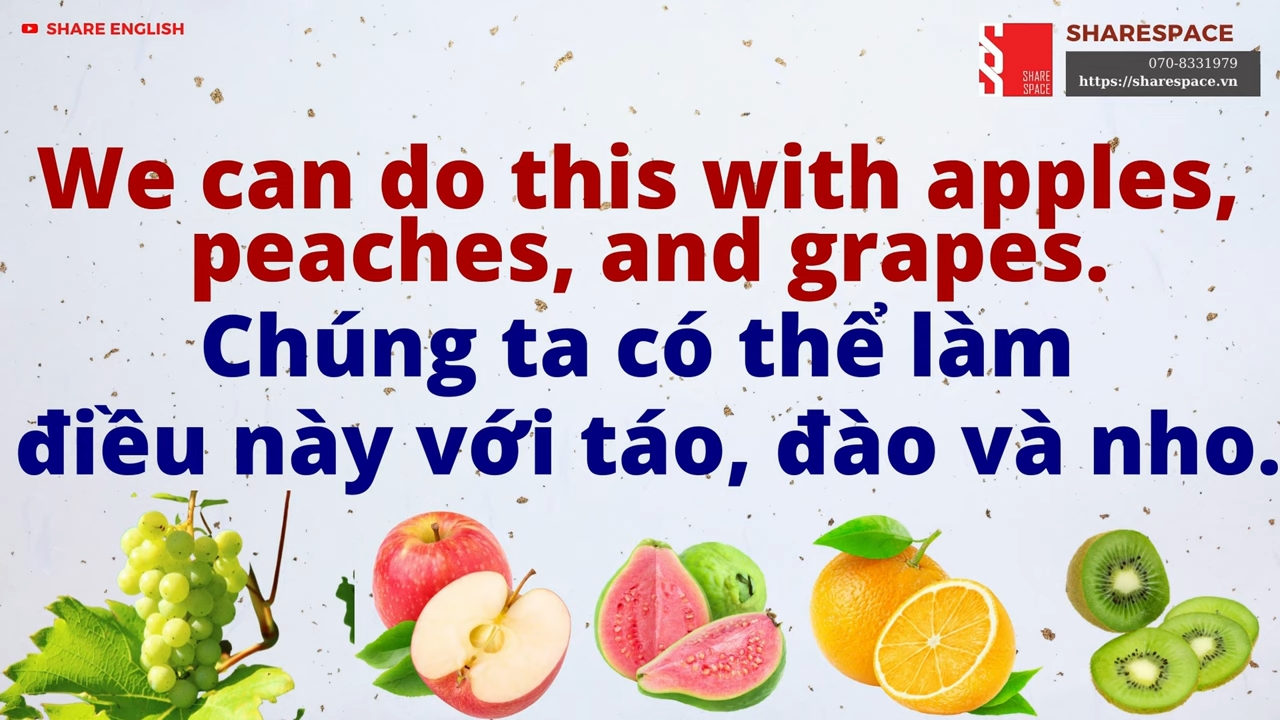 SHARE ENGLISH
SHARESPACE
070-8331979
https://sharespace.vn
SHARE
SPACE
We can do this with apples,
peaches, and grapes.
Chúng ta có thể làm
điều này với táo, đào và nho.